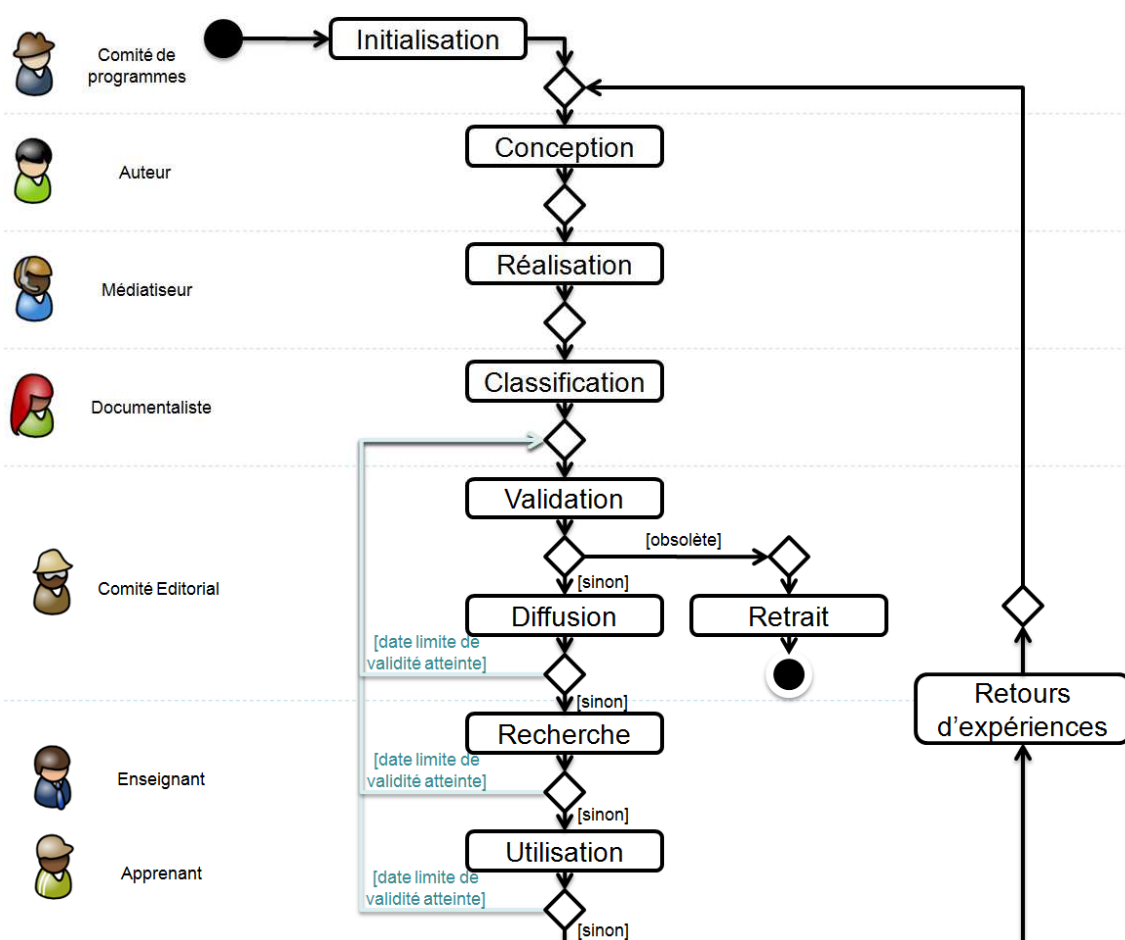 Initialisation
Comité de
programmes
Conception
Auteur
Réalisation
Médiatiseur
Classification
Documentaliste
Validation
[obsolète]
[sinon]
Comité Editorial
Diffusion
Retrait
[date limite de
validité atteinte]
[sinon]
Retours
d'expériences
Recherche
[date limite de
validité atteinte]
Enseignant
[sinon]
Utilisation
Apprenant
[date limite de
validité atteinte]
[sinon]